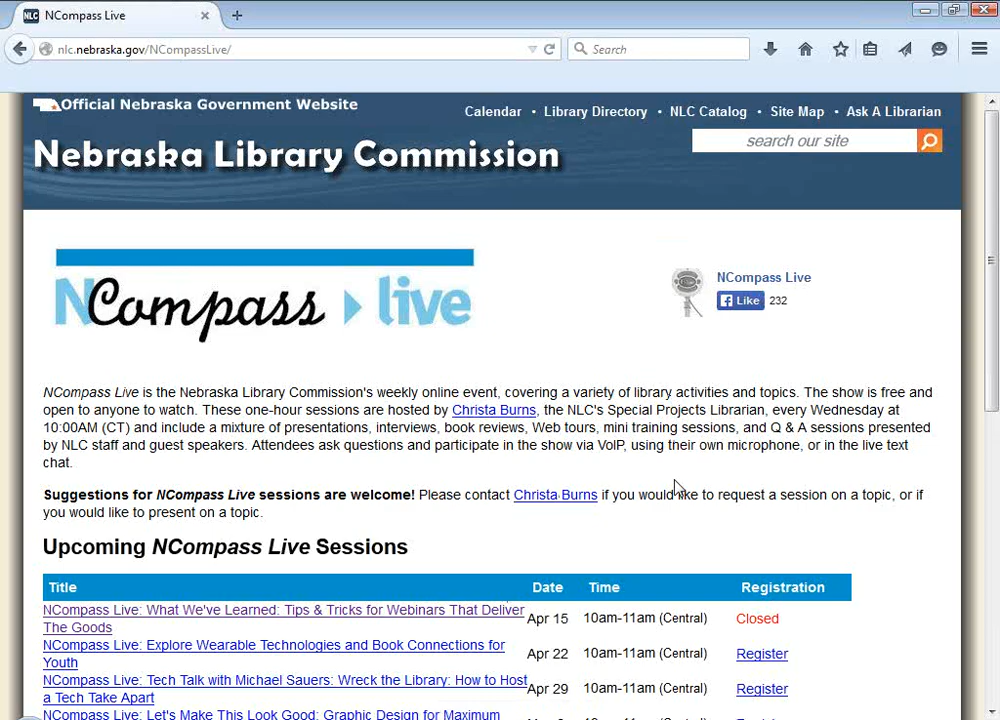 NLC NCompass Live
nlc.nebraska.gov/NCompassLive/
Search
Official Nebraska Government Website
Calendar • Library Directory • NLC Catalog • Site Map • Ask A Librarian
Nebraska Library Commission
search our site
NCompass live
NCompass Live
Like 232
NCompass Live is the Nebraska Library Commission's weekly online event, covering a variety of library activities and topics. The show is free and
open to anyone to watch. These one-hour sessions are hosted by Christa Burns, the NLC's Special Projects Librarian, every Wednesday at
10:00AM (CT) and include a mixture of presentations, interviews, book reviews, Web tours, mini training sessions, and Q & A sessions presented
by NLC staff and guest speakers. Attendees ask questions and participate in the show via VoIP, using their own microphone, or in the live text
chat.
Suggestions for NCompass Live sessions are welcome! Please contact Christa Burns if you would like to request a session on a topic, or if
you would like to present on a topic.
Upcoming NCompass Live Sessions
Title Date Time Registration
NCompass Live: What We've Learned: Tips & Tricks for Webinars That Deliver
The Goods
Apr 15 10am-11am (Central) Closed
NCompass Live: Explore Wearable Technologies and Book Connections for
Youth
Apr 22 10am-11am (Central) Register
NCompass Live: Tech Talk with Michael Sauers: Wreck the Library: How to Host
a Tech Take Apart
Apr 29 10am-11am (Central) Register
NCompass Live: Let's Make This Look Good: Graphic Design for Maximum